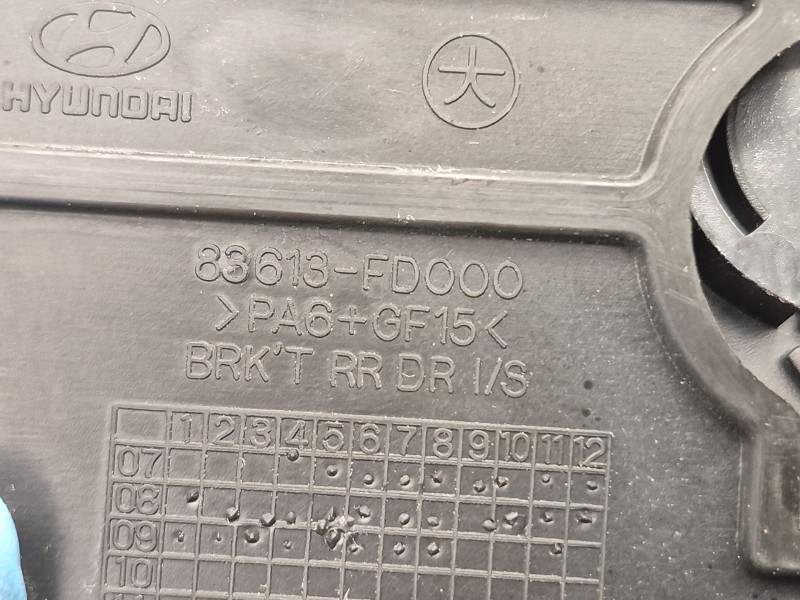 HYUNDAI
大
83613-FD000
>PA6+GF15<
BRK'T RR DR I/S
1 2 3 4 5 6 7 8 9 10 11 12
07
08
09
10